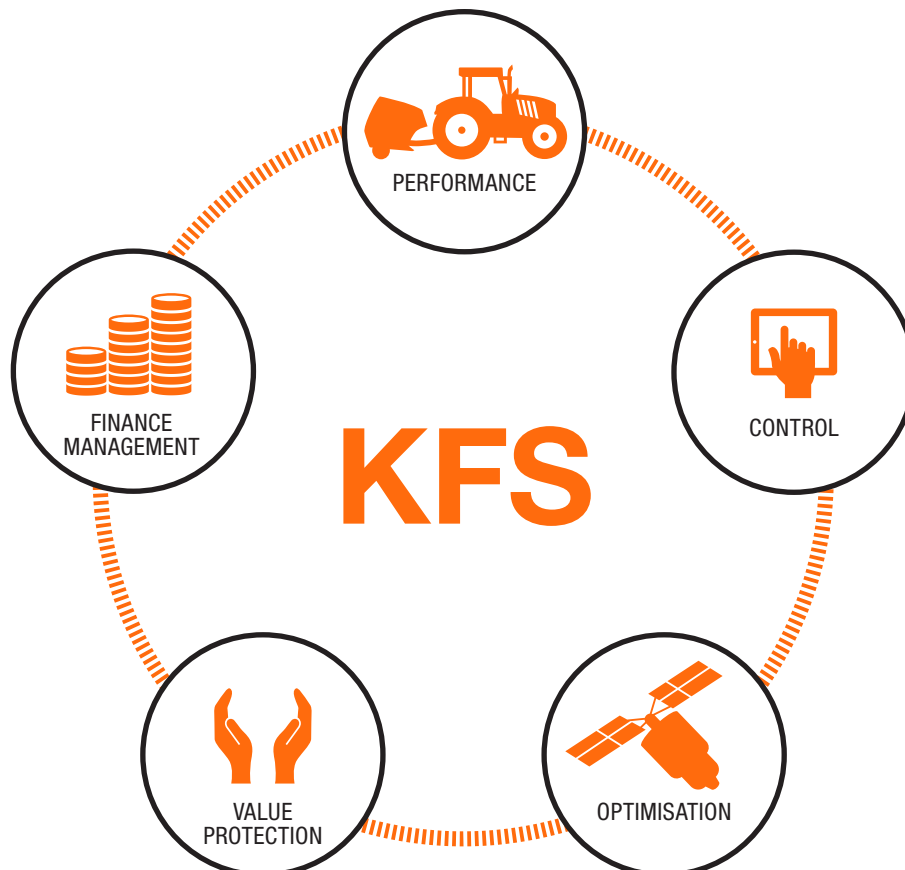 PERFORMANCE
FINANCE
MANAGEMENT
CONTROL
KFS
VALUE
PROTECTION
OPTIMISATION